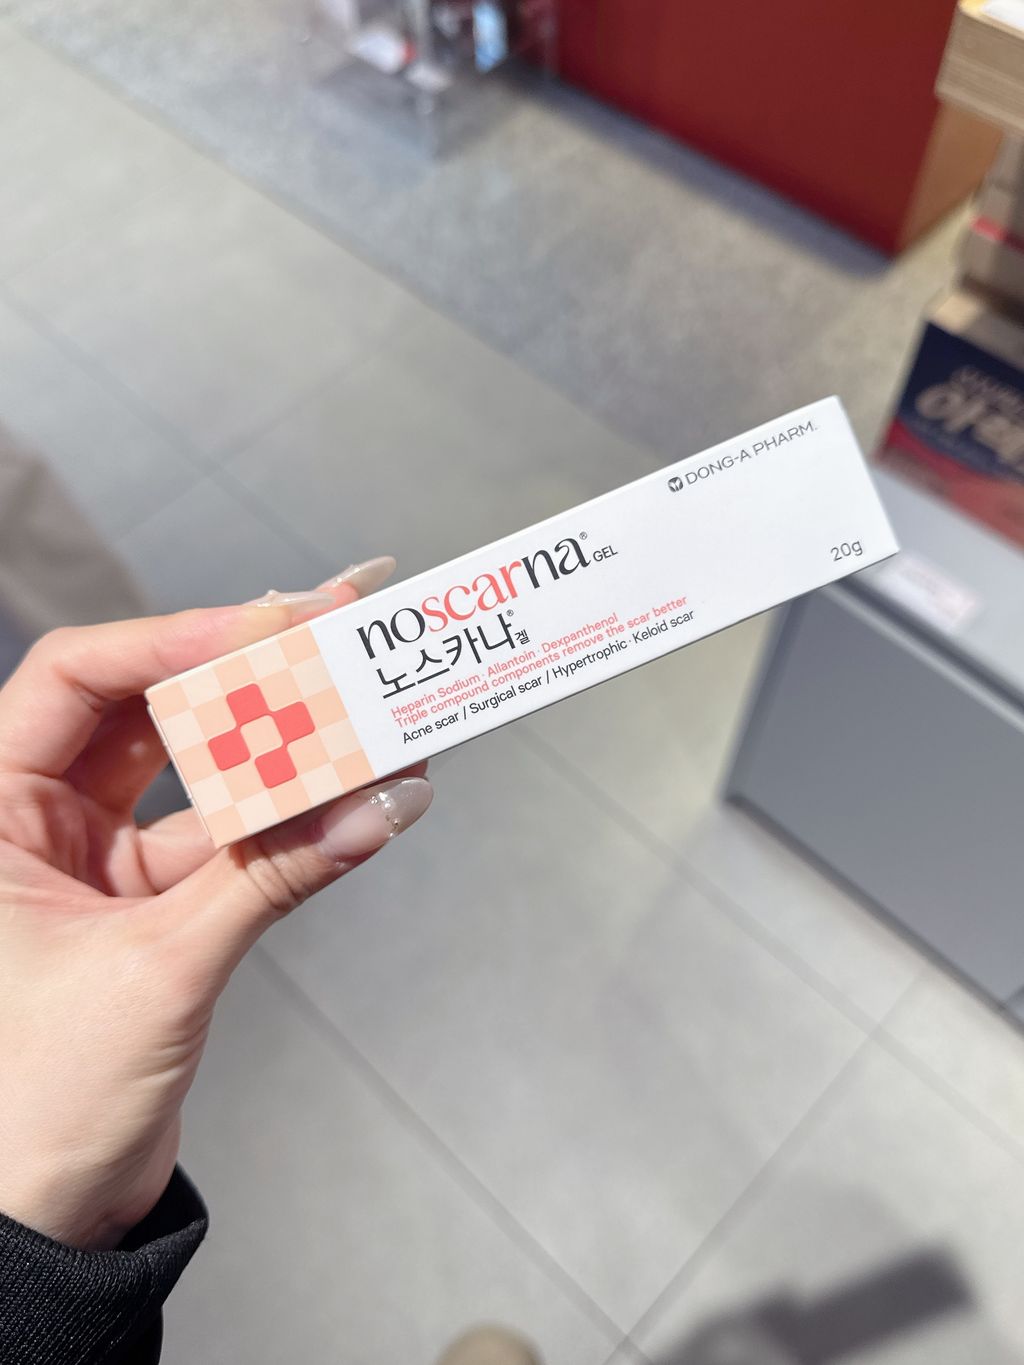 DONG-A PHARM.
noscarna® GEL
노스카나® 겔
20g
Heparin Sodium · Allantoin · Dexpanthenol
Triple compound components remove the scar better
Acne scar / Surgical scar / Hypertrophic · Keloid scar